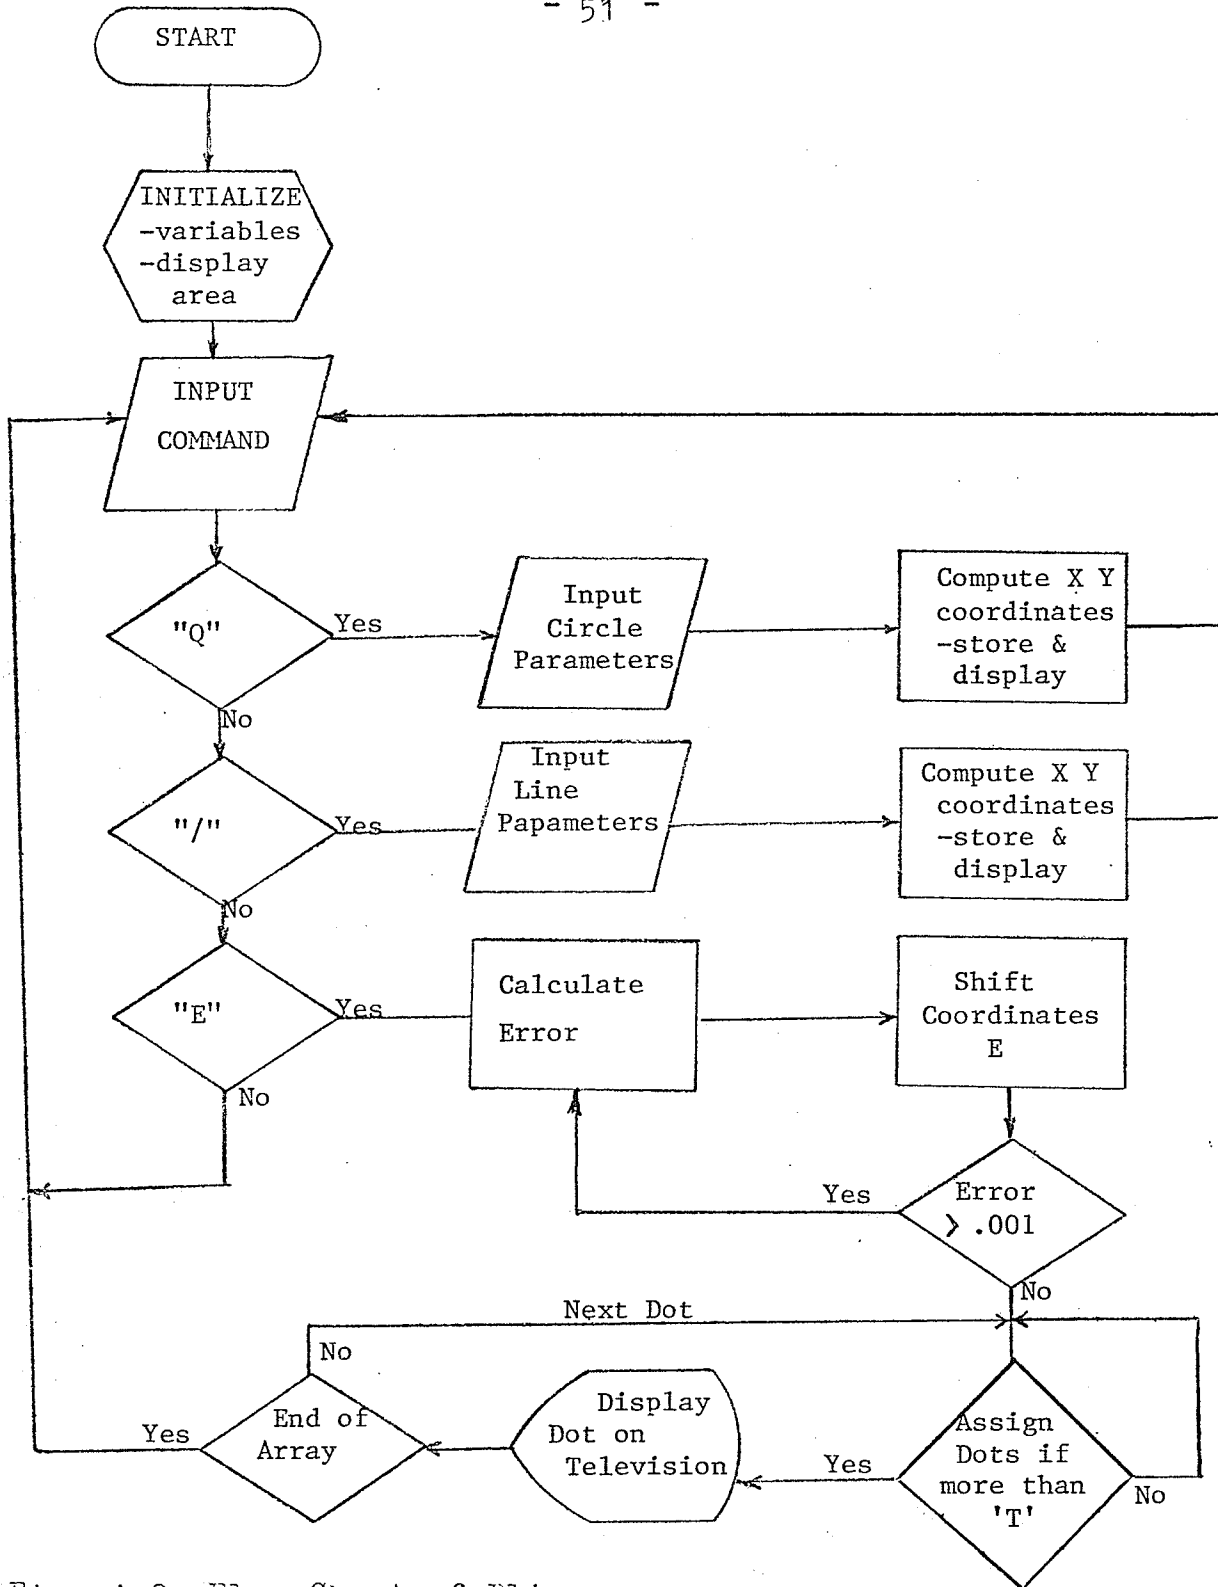 - 51 -
START
INITIALIZE
-variables
-display
area
INPUT
COMMAND
"Q"
Yes
Input
Circle
Parameters
Compute X Y
coordinates
-store &
display
No
"/"
Yes
Input
Line
Papameters
Compute X Y
coordinates
-store &
display
No
"E"
Yes
Calculate
Error
Shift
Coordinates
E
No
Error
> .001
Yes
No
Next Dot
No
End of
Array
Yes
Display
Dot on
Television
Yes
Assign
Dots if
more than
'T'
No